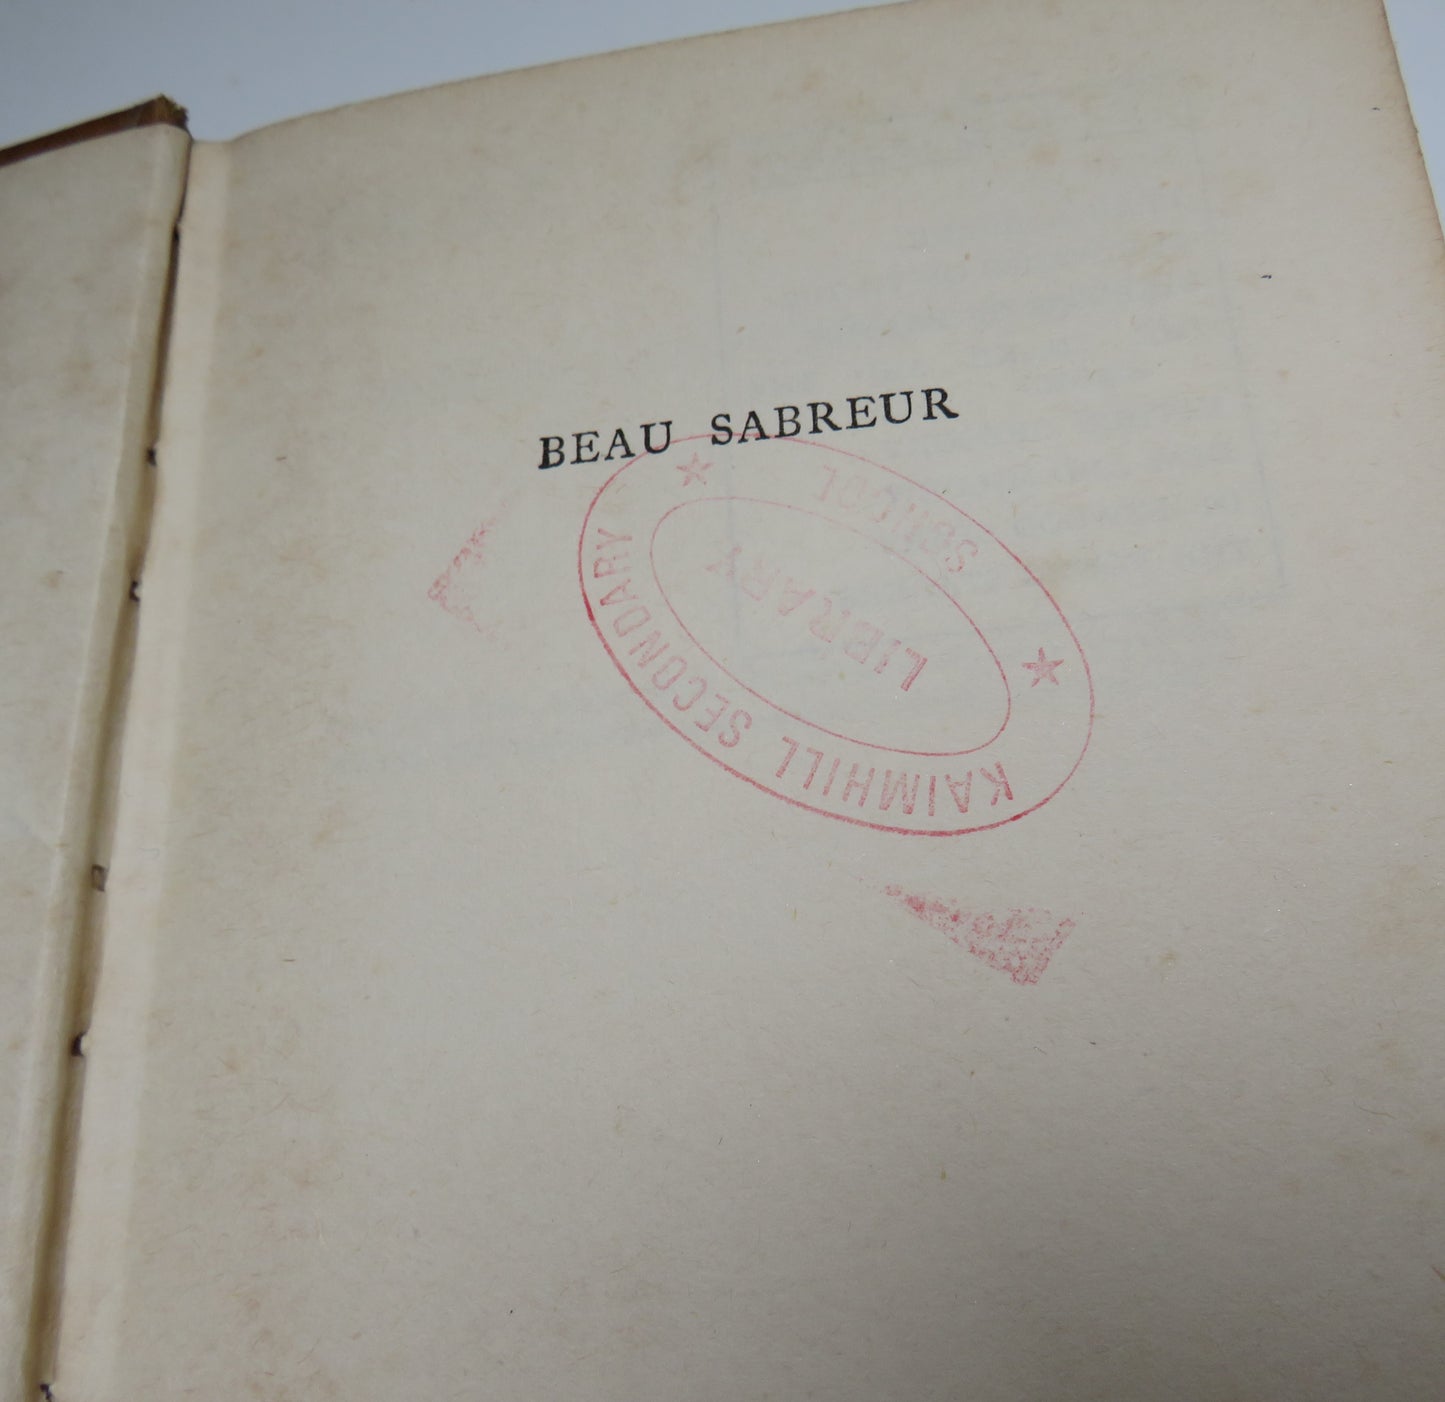 BEAU SABREUR
KAIMHILL SECONDARY
SCHOOL
LIBRARY